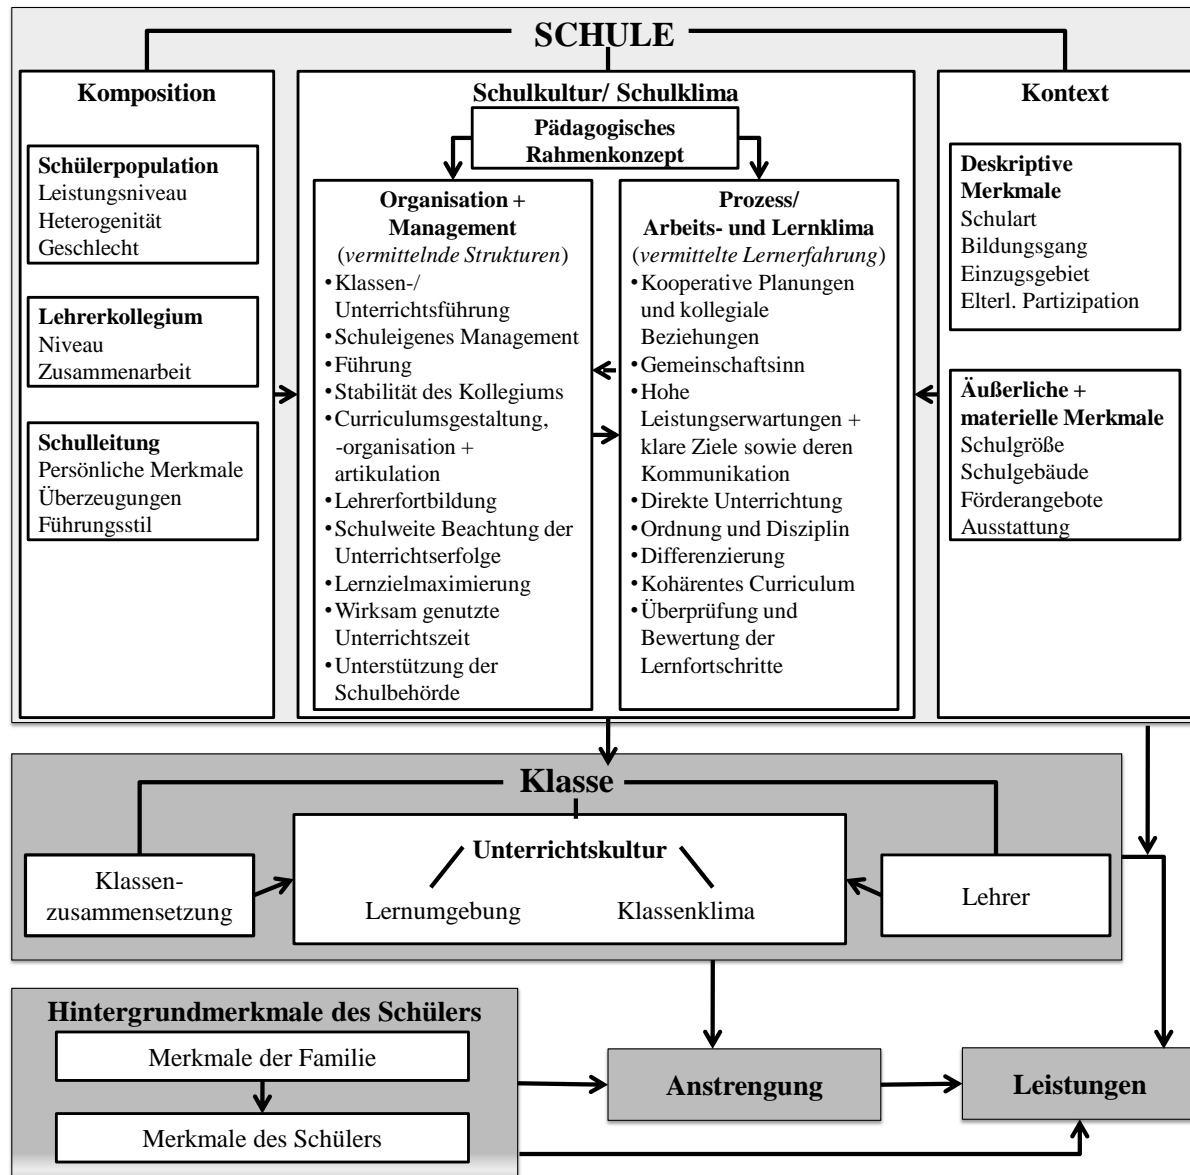 SCHULE
Komposition
Schülerpopulation
Leistungsniveau
Heterogenität
Geschlecht
Lehrerkollegium
Niveau
Zusammenarbeit
Schulleitung
Persönliche Merkmale
Überzeugungen
Führungsstil
Schulkultur/ Schulklima
Pädagogisches
Rahmenkonzept
Organisation +
Management
(vermittelnde Strukturen)
•Klassen-/
Unterrichtsführung
•Schuleigenes Management
•Führung
•Stabilität des Kollegiums
•Curriculumsgestaltung,
-organisation +
artikulation
•Lehrerfortbildung
•Schulweite Beachtung der
Unterrichtserfolge
•Lernzielmaximierung
•Wirksam genutzte
Unterrichtszeit
•Unterstützung der
Schulbehörde
Prozess/
Arbeits- und Lernklima
(vermittelte Lernerfahrung)
•Kooperative Planungen
und kollegiale
Beziehungen
•Gemeinschaftsinn
•Hohe
Leistungserwartungen +
klare Ziele sowie deren
Kommunikation
•Direkte Unterrichtung
•Ordnung und Disziplin
•Differenzierung
•Kohärentes Curriculum
•Überprüfung und
Bewertung der
Lernfortschritte
Kontext
Deskriptive
Merkmale
Schulart
Bildungsgang
Einzugsgebiet
Elterl. Partizipation
Äußerliche +
materielle Merkmale
Schulgröße
Schulgebäude
Förderangebote
Ausstattung
Klasse
Klassen-
zusammensetzung
Unterrichtskultur
Lernumgebung
Klassenklima
Lehrer
Hintergrundmerkmale des Schülers
Merkmale der Familie
Merkmale des Schülers
Anstrengung
Leistungen